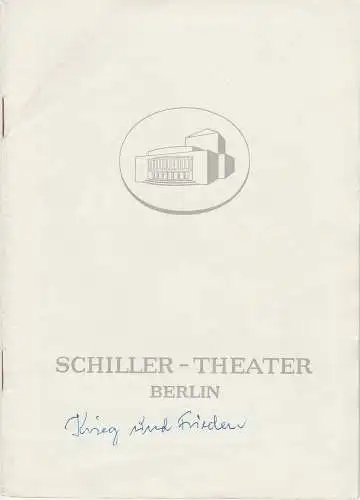 SCHILLER - THEATER
BERLIN
Krieg und Frieden